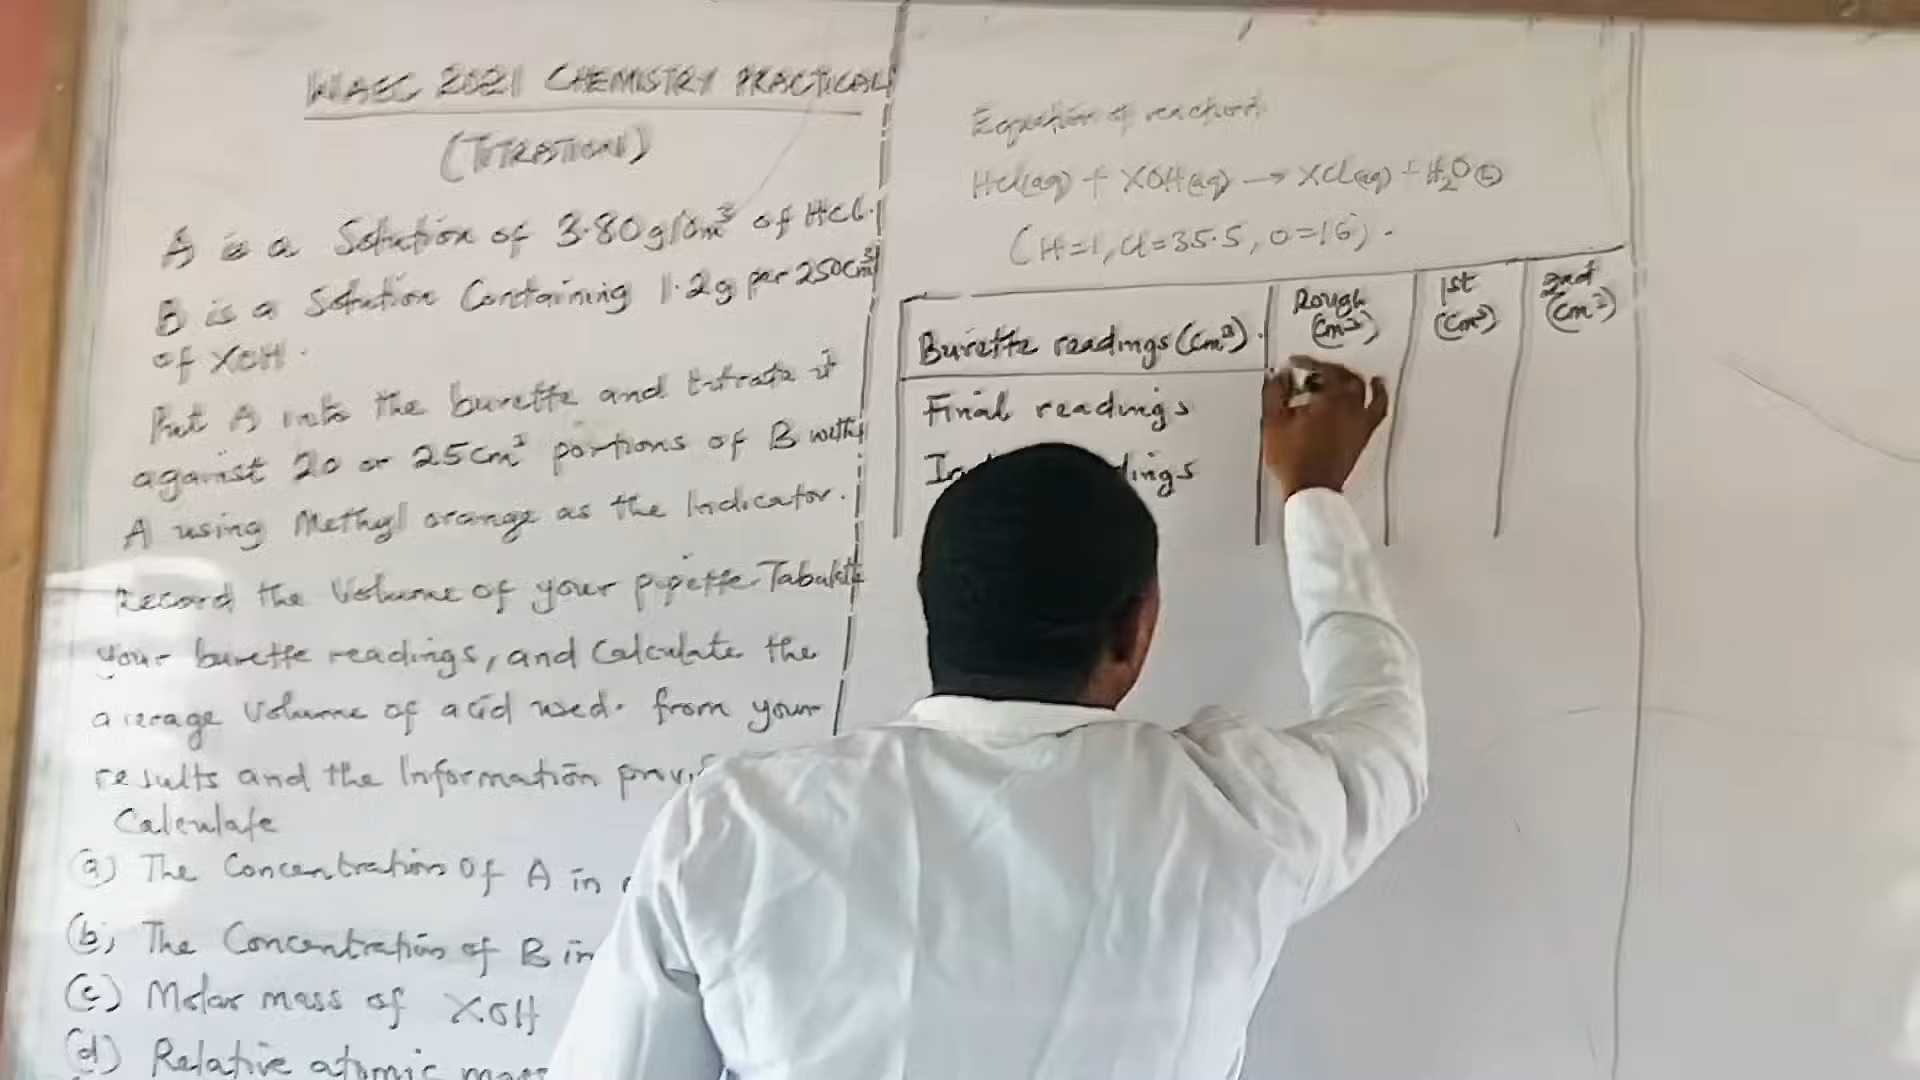 WAEC 2021 CHEMISTRY PRACTICAL
(TITRATION)
A is a Solution of 3.80g/dm³ of HCl.
B is a Solution Containing 1.2g per 250cm³
of XOH.
Put A into the burette and titrate it
against 20 or 25cm³ portions of B with
A using Methyl orange as the Indicator.
Record the Volume of your pipette. Tabulate
your burette readings, and Calculate the
average Volume of acid used. from your
results and the Information
Calculate
(a) The Concentration Of A in
(b) The Concentration of B in
(c) Molar mass of XOH
(d) Relative atomic mass
Equation of reaction
HCl(aq) + XOH(aq) → XCl(aq) + H₂O(l)
(H=1, Cl=35.5, O=16).
Burette readings (cm³). Rough (cm³) 1st (cm³) 2nd (cm³)
Final readings